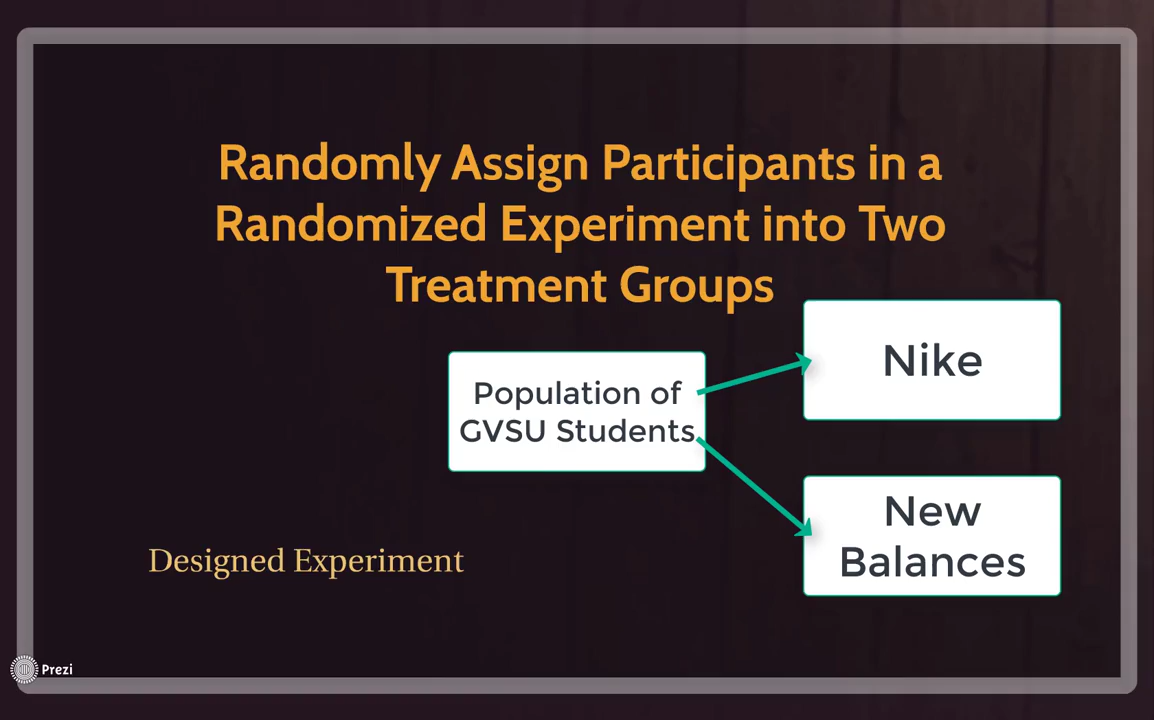 Randomly Assign Participants in a
Randomized Experiment into Two
Treatment Groups
Population of
GVSU Students
Nike
New
Balances
Designed Experiment
Prezi